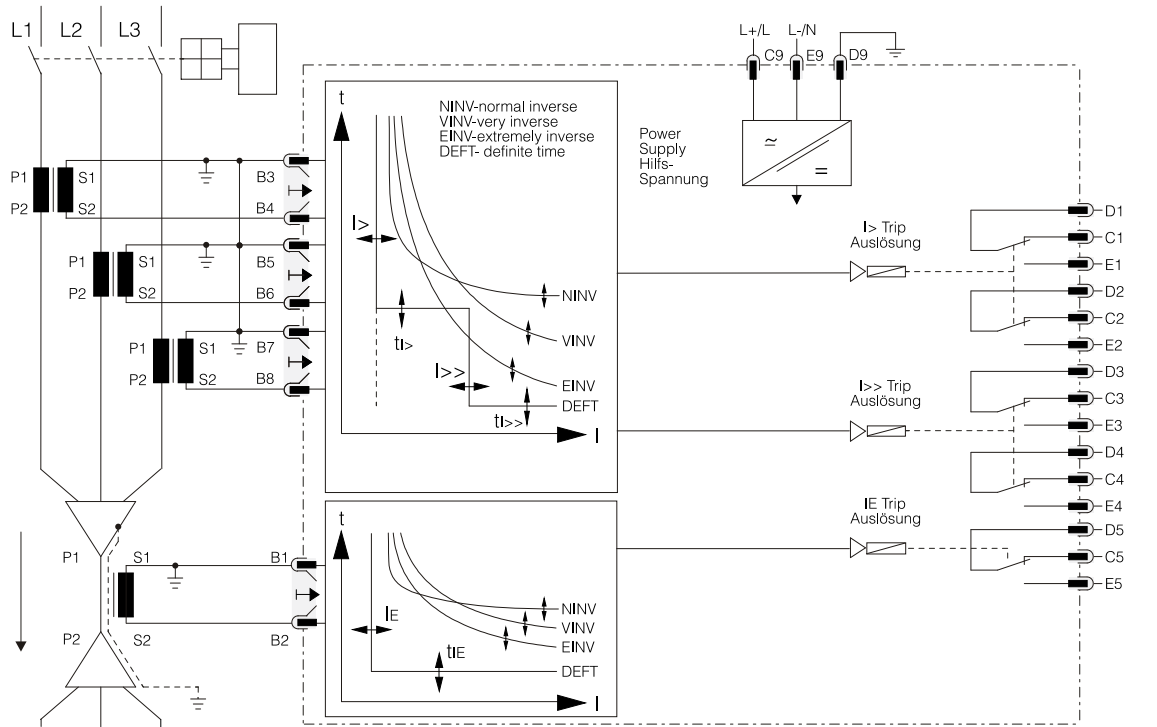 L1 L2 L3
L+/L L-/N
C9 E9 D9
t
NINV-normal inverse
VINV-very inverse
EINV-extremely inverse
DEFT- definite time
Power
Supply
Hilfs-
Spannung
≃
=
P1 S1
P2 S2
B3
B4
P1 S1
P2 S2
B5
B6
P1 S1
P2 S2
B7
B8
I>
tI>
I>>
tI>>
NINV
VINV
EINV
DEFT
I
I> Trip
Auslösung
I>> Trip
Auslösung
IE Trip
Auslösung
D1
C1
E1
D2
C2
E2
D3
C3
E3
D4
C4
E4
D5
C5
E5
P1 S1
P2 S2
B1
B2
t
IE
tIE
NINV
VINV
EINV
DEFT
I